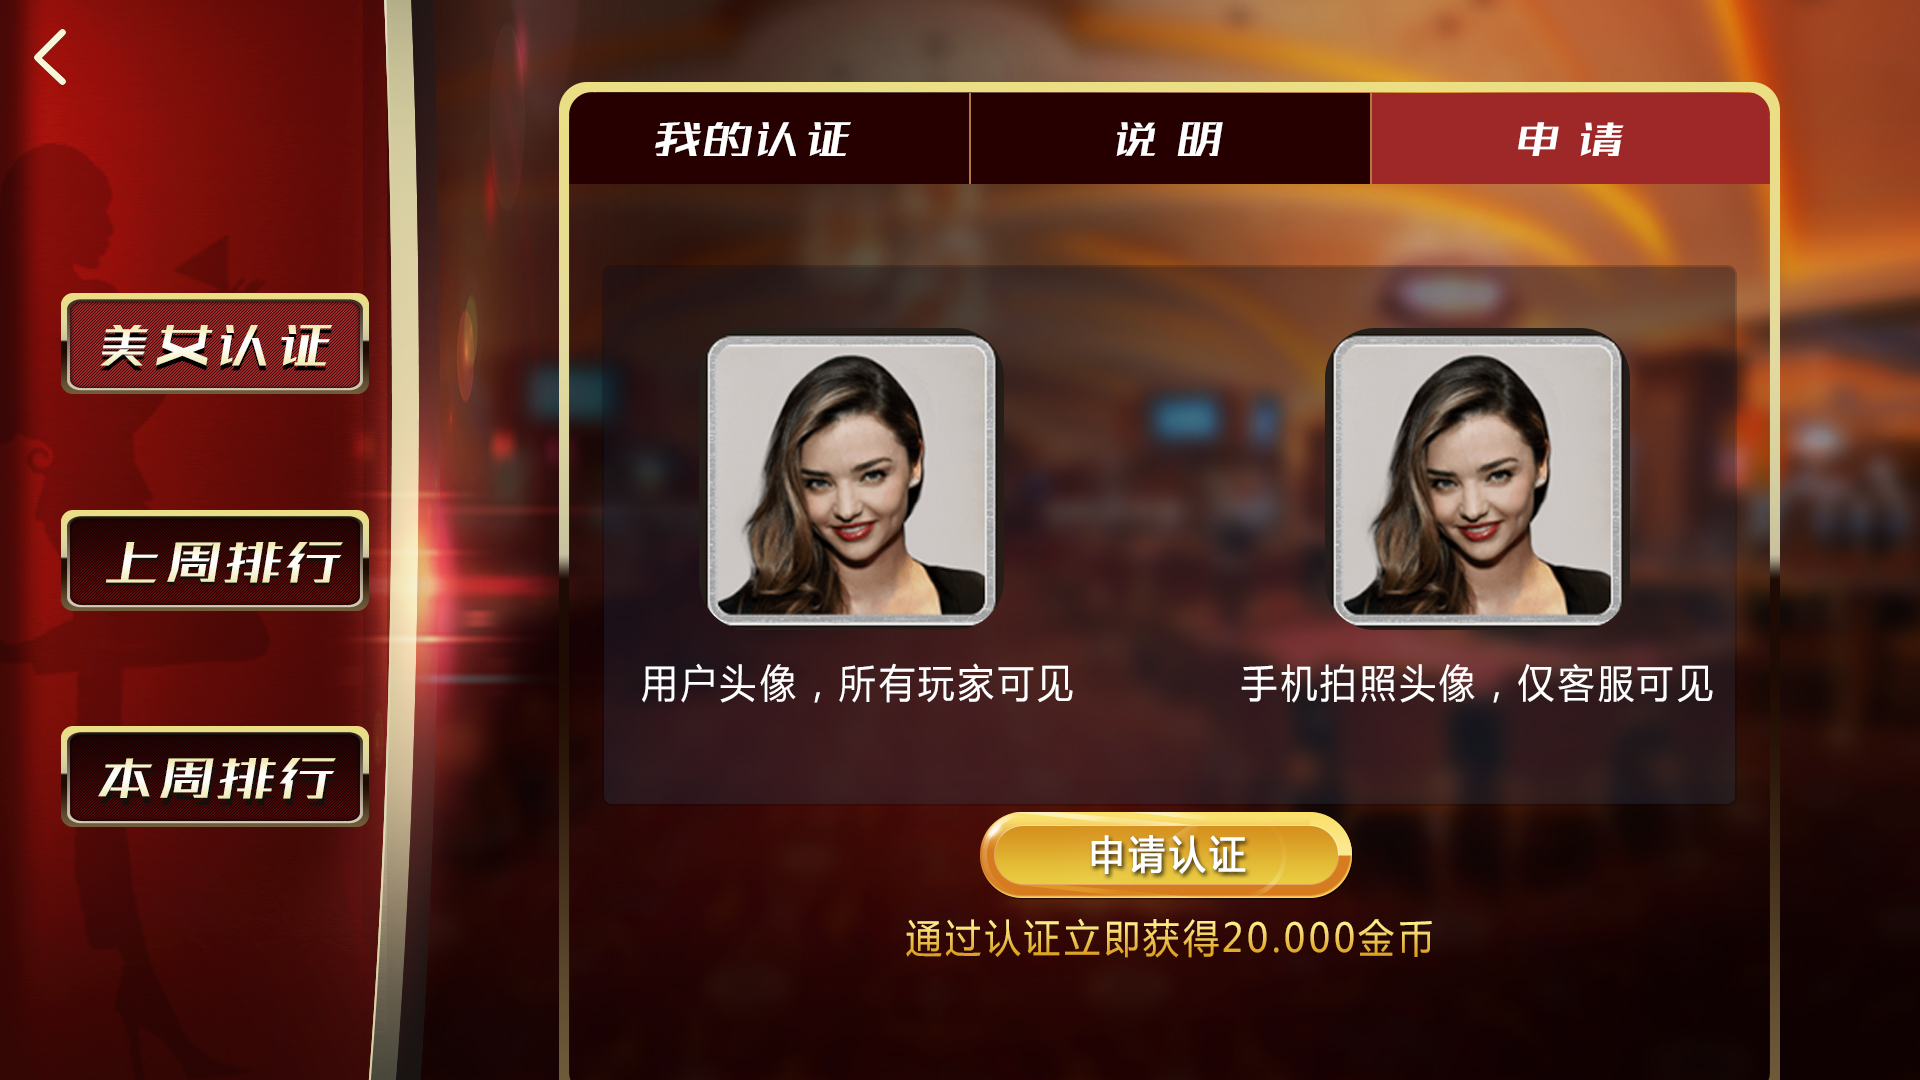 我的认证
说明
申请
美女认证
上周排行
本周排行
用户头像，所有玩家可见
手机拍照头像，仅客服可见
申请认证
通过认证立即获得20.000金币